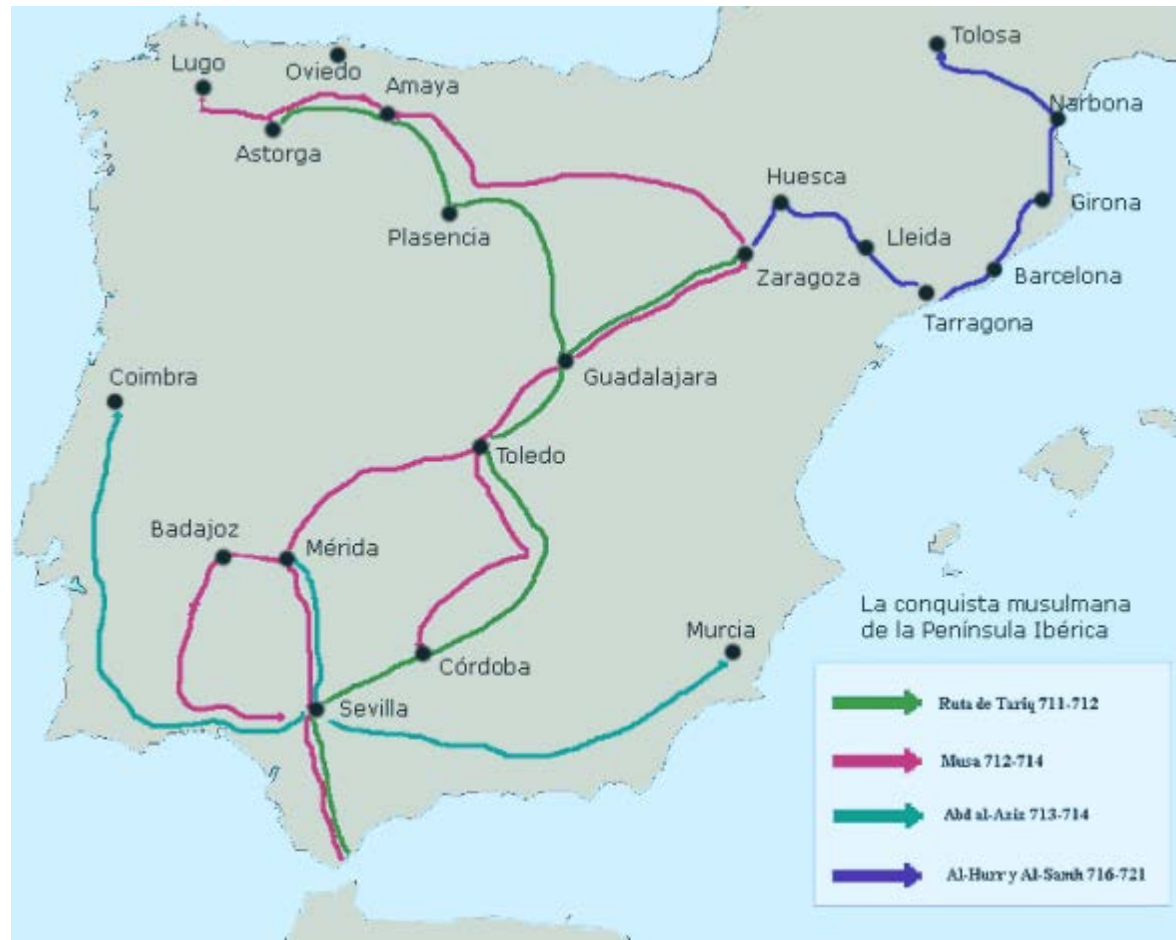 Tolosa
Lugo
Oviedo
Amaya
Narbona
Astorga
Huesca
Girona
Plasencia
Lleida
Zaragoza
Barcelona
Tarragona
Coimbra
Guadalajara
Toledo
Badajoz
Mérida
La conquista musulmana
de la Península Ibérica
Murcia
Córdoba
Sevilla
Ruta de Tariq 711-712
Musa 712-714
Abd al-Aziz 713-714
Al-Hurr y Al-Samh 716-721